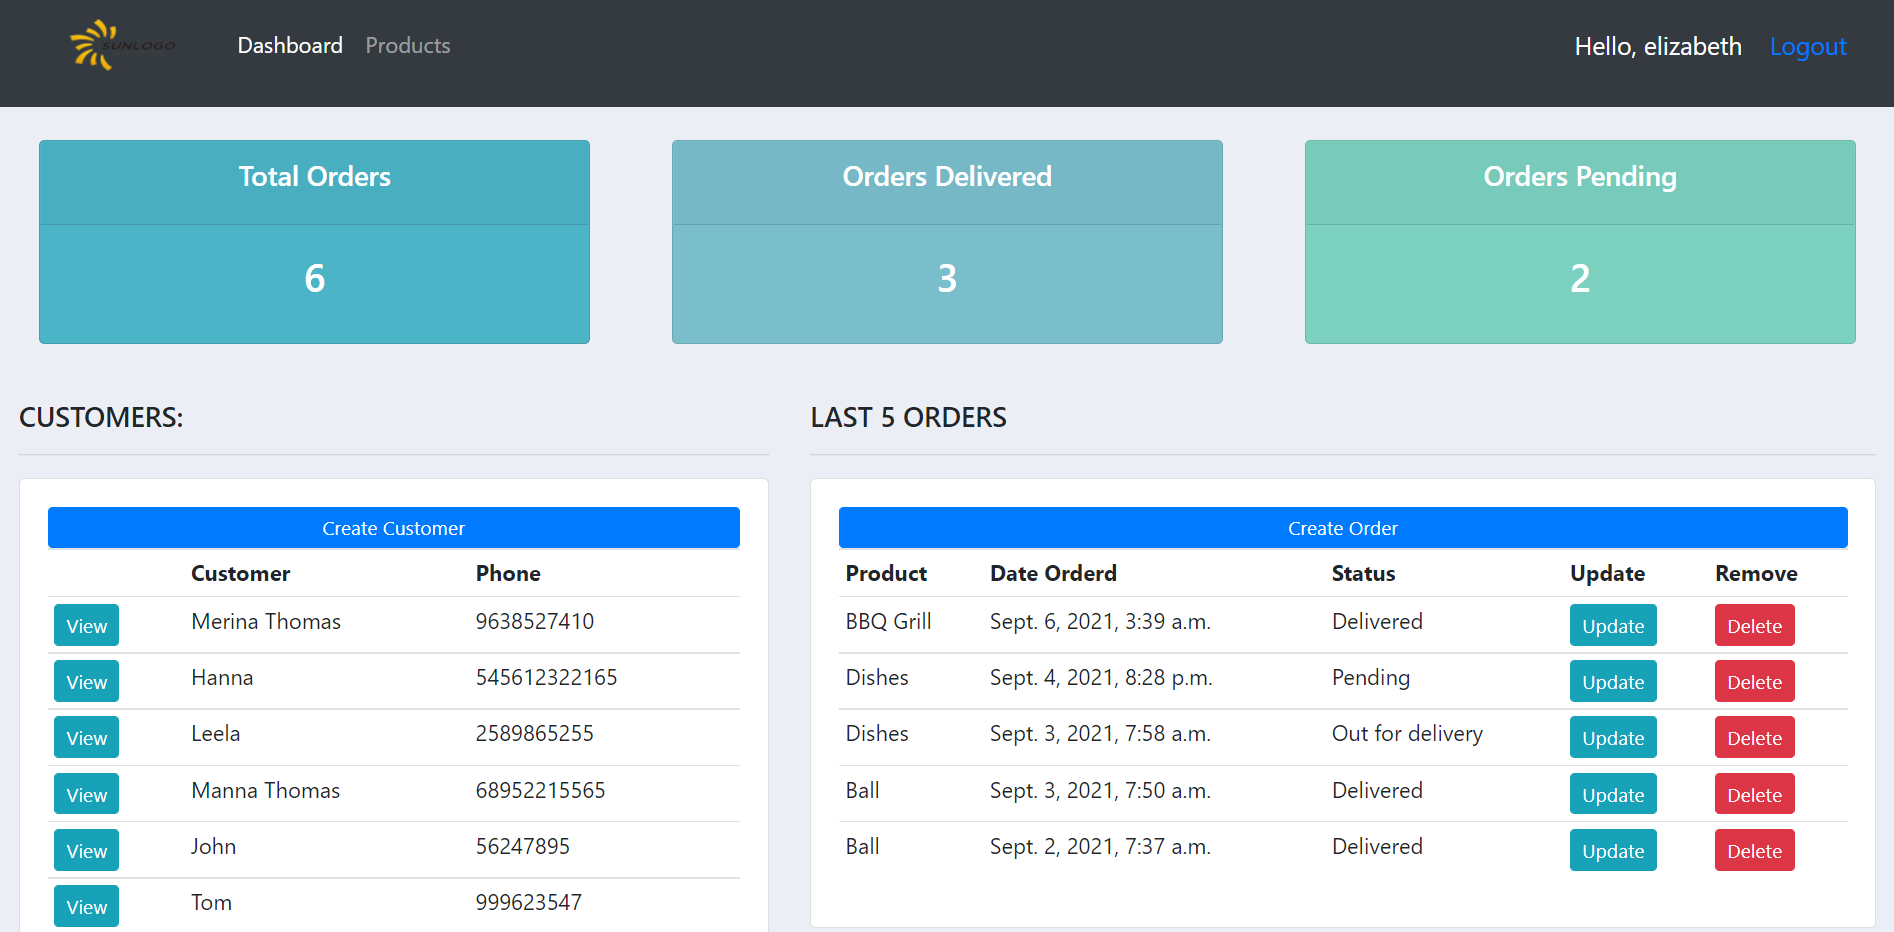 SUNLOGO
Dashboard Products
Hello, elizabeth Logout
Total Orders
6
Orders Delivered
3
Orders Pending
2
CUSTOMERS:
Create Customer
Customer Phone
View Merina Thomas 9638527410
View Hanna 545612322165
View Leela 2589865255
View Manna Thomas 68952215565
View John 56247895
View Tom 999623547
LAST 5 ORDERS
Create Order
Product Date Orderd Status Update Remove
BBQ Grill Sept. 6, 2021, 3:39 a.m. Delivered Update Delete
Dishes Sept. 4, 2021, 8:28 p.m. Pending Update Delete
Dishes Sept. 3, 2021, 7:58 a.m. Out for delivery Update Delete
Ball Sept. 3, 2021, 7:50 a.m. Delivered Update Delete
Ball Sept. 2, 2021, 7:37 a.m. Delivered Update Delete